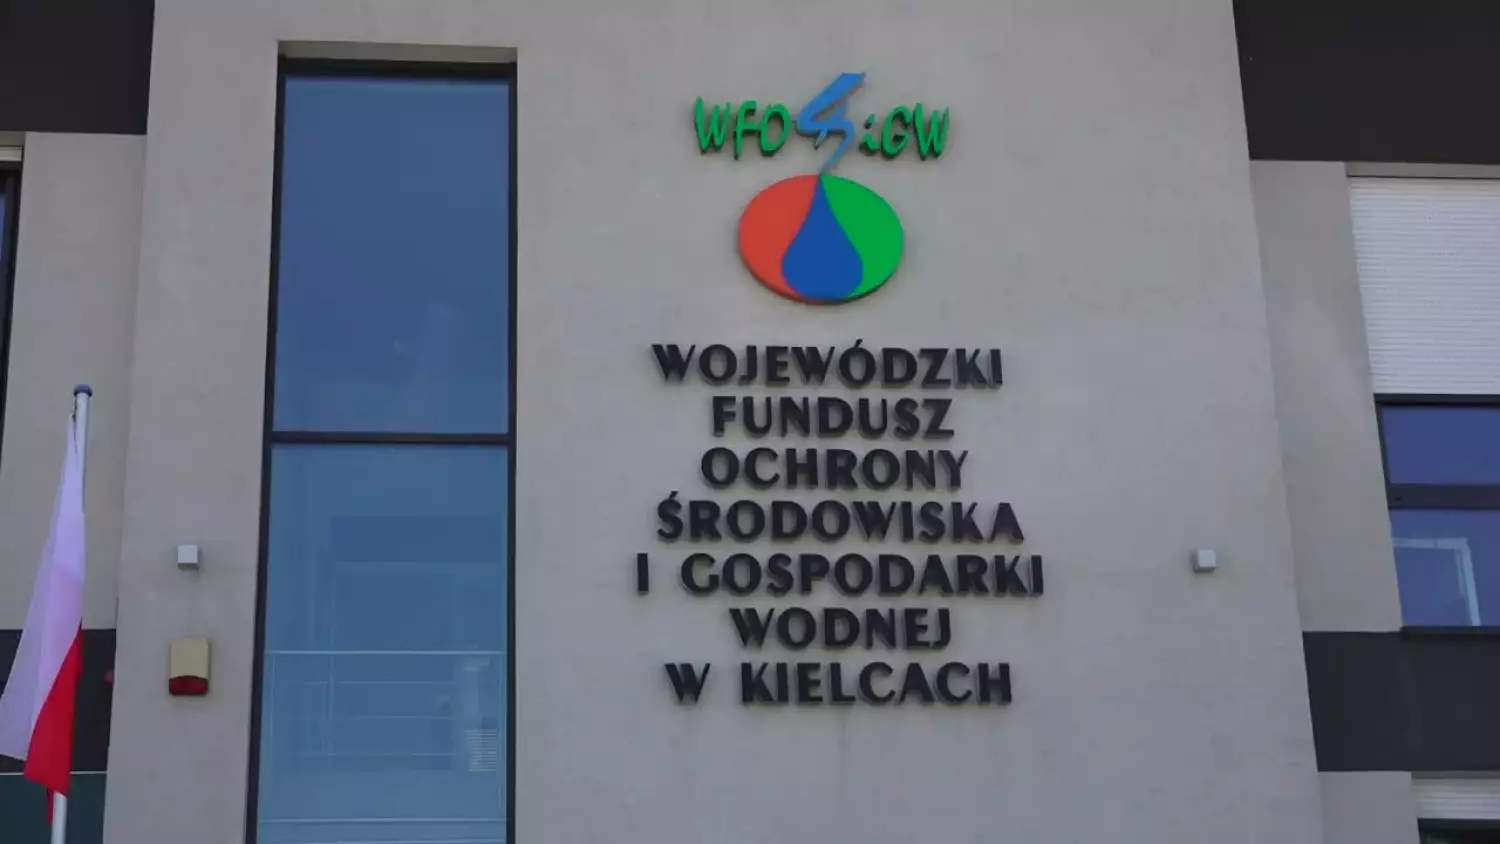 WFOŚiGW
WOJEWÓDZKI
FUNDUSZ
OCHRONY
ŚRODOWISKA
I GOSPODARKI
WODNEJ
W KIELCACH